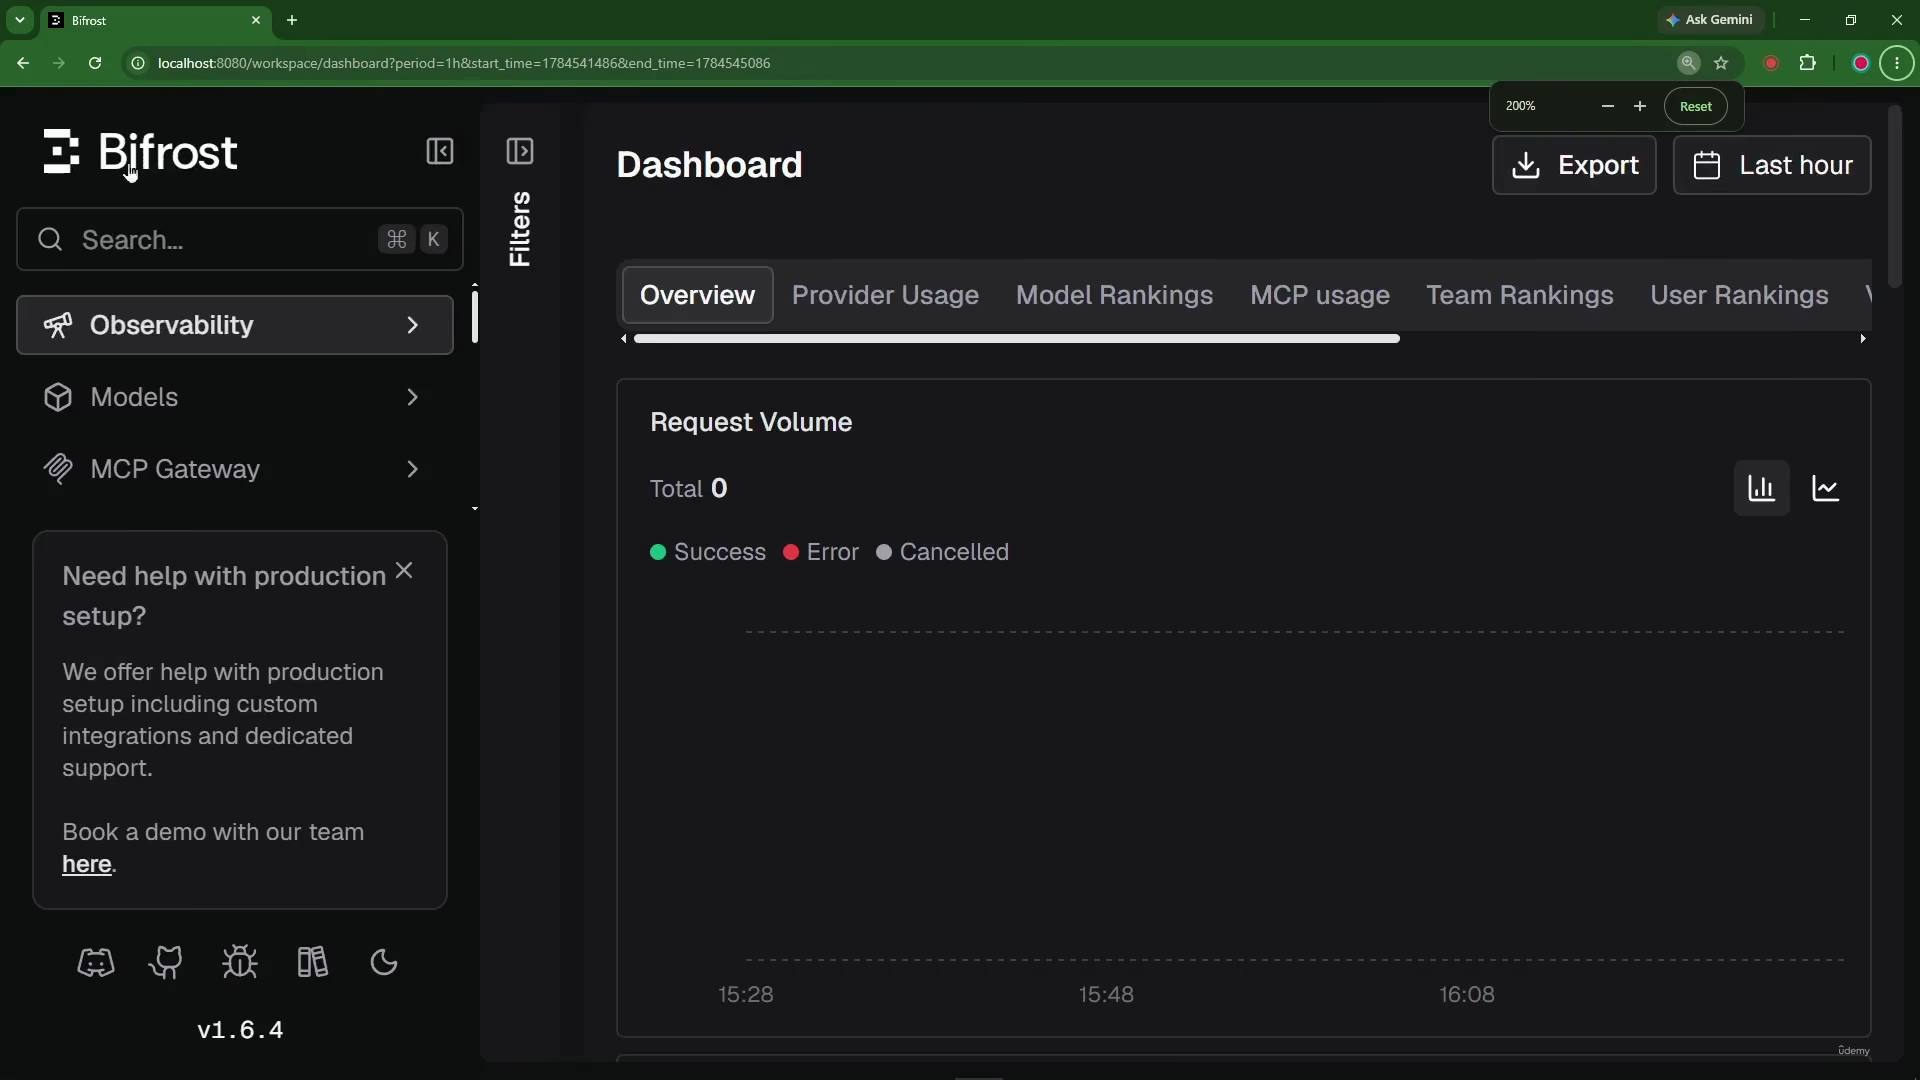 Bifrost
Ask Gemini
localhost:8080/workspace/dashboard?period=1h&start_time=1784541486&end_time=1784545086
200%
Reset
Bifrost
Search...
⌘ K
Observability
Models
MCP Gateway
Need help with production
setup?
We offer help with production
setup including custom
integrations and dedicated
support.
Book a demo with our team
here.
v1.6.4
Filters
Dashboard
Export
Last hour
Overview
Provider Usage
Model Rankings
MCP usage
Team Rankings
User Rankings
Request Volume
Total 0
Success
Error
Cancelled
15:28
15:48
16:08
ûdemy